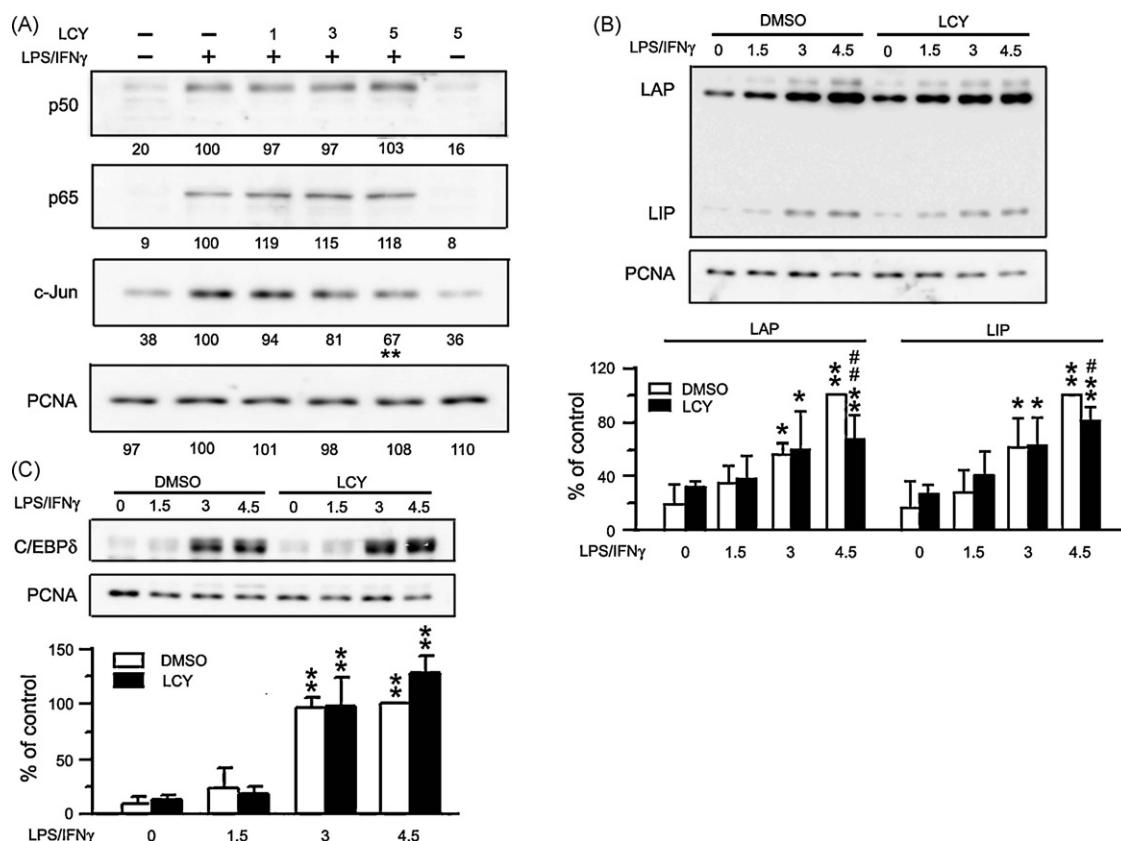 (A)
LCY – – 1 3 5 5
LPS/IFNγ – + + + + –
p50
20 100 97 97 103 16
p65
9 100 119 115 118 8
c-Jun
38 100 94 81 67 36
**
PCNA
97 100 101 98 108 110
(B)
DMSO LCY
LPS/IFNγ 0 1.5 3 4.5 0 1.5 3 4.5
LAP
LIP
PCNA
LAP LIP
DMSO
LCY
% of control
120
80
40
0
* * ** ##** * * ** #**
0 1.5 3 4.5 0 1.5 3 4.5
LPS/IFNγ
(C)
DMSO LCY
LPS/IFNγ 0 1.5 3 4.5 0 1.5 3 4.5
C/EBPδ
PCNA
DMSO
LCY
% of control
150
100
50
0
** ** ** **
LPS/IFNγ 0 1.5 3 4.5